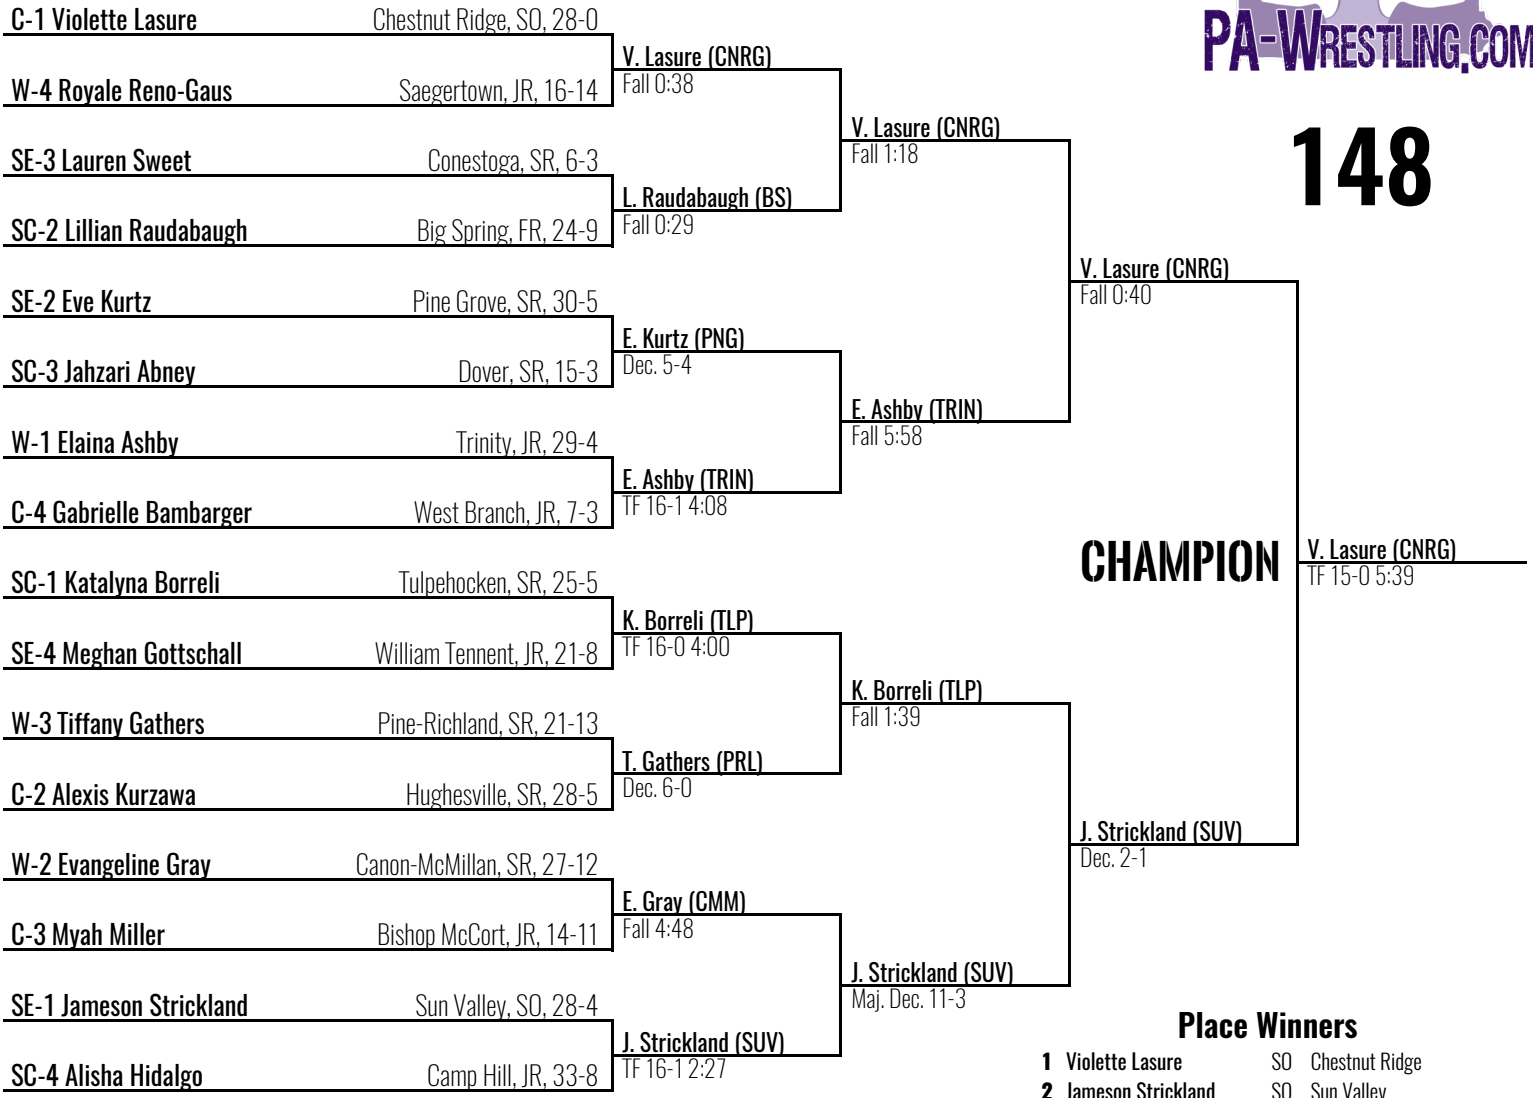 C-1 Violette Lasure Chestnut Ridge, SO, 28-0
PA-WRESTLING.COM
V. Lasure (CNRG)
Fall 0:38
W-4 Royale Reno-Gaus Saegertown, JR, 16-14
V. Lasure (CNRG)
Fall 1:18
148
SE-3 Lauren Sweet Conestoga, SR, 6-3
L. Raudabaugh (BS)
Fall 0:29
SC-2 Lillian Raudabaugh Big Spring, FR, 24-9
V. Lasure (CNRG)
Fall 0:40
SE-2 Eve Kurtz Pine Grove, SR, 30-5
E. Kurtz (PNG)
Dec. 5-4
SC-3 Jahzari Abney Dover, SR, 15-3
E. Ashby (TRIN)
Fall 5:58
W-1 Elaina Ashby Trinity, JR, 29-4
E. Ashby (TRIN)
TF 16-1 4:08
C-4 Gabrielle Bambarger West Branch, JR, 7-3
CHAMPION V. Lasure (CNRG)
TF 15-0 5:39
SC-1 Katalyna Borreli Tulpehocken, SR, 25-5
K. Borreli (TLP)
TF 16-0 4:00
SE-4 Meghan Gottschall William Tennent, JR, 21-8
K. Borreli (TLP)
Fall 1:39
W-3 Tiffany Gathers Pine-Richland, SR, 21-13
T. Gathers (PRL)
Dec. 6-0
C-2 Alexis Kurzawa Hughesville, SR, 28-5
J. Strickland (SUV)
Dec. 2-1
W-2 Evangeline Gray Canon-McMillan, SR, 27-12
E. Gray (CMM)
Fall 4:48
C-3 Myah Miller Bishop McCort, JR, 14-11
J. Strickland (SUV)
Maj. Dec. 11-3
SE-1 Jameson Strickland Sun Valley, SO, 28-4
J. Strickland (SUV)
TF 16-1 2:27
SC-4 Alisha Hidalgo Camp Hill, JR, 33-8
Place Winners
1 Violette Lasure SO Chestnut Ridge
2 Jameson Strickland SO Sun Valley